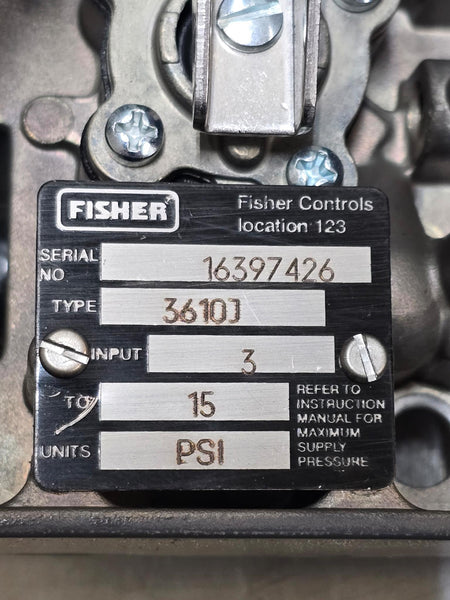 FISHER
Fisher Controls
location 123
SERIAL NO 16397426
TYPE 3610J
INPUT 3
TO 15
UNITS PSI
REFER TO
INSTRUCTION
MANUAL FOR
MAXIMUM
SUPPLY
PRESSURE